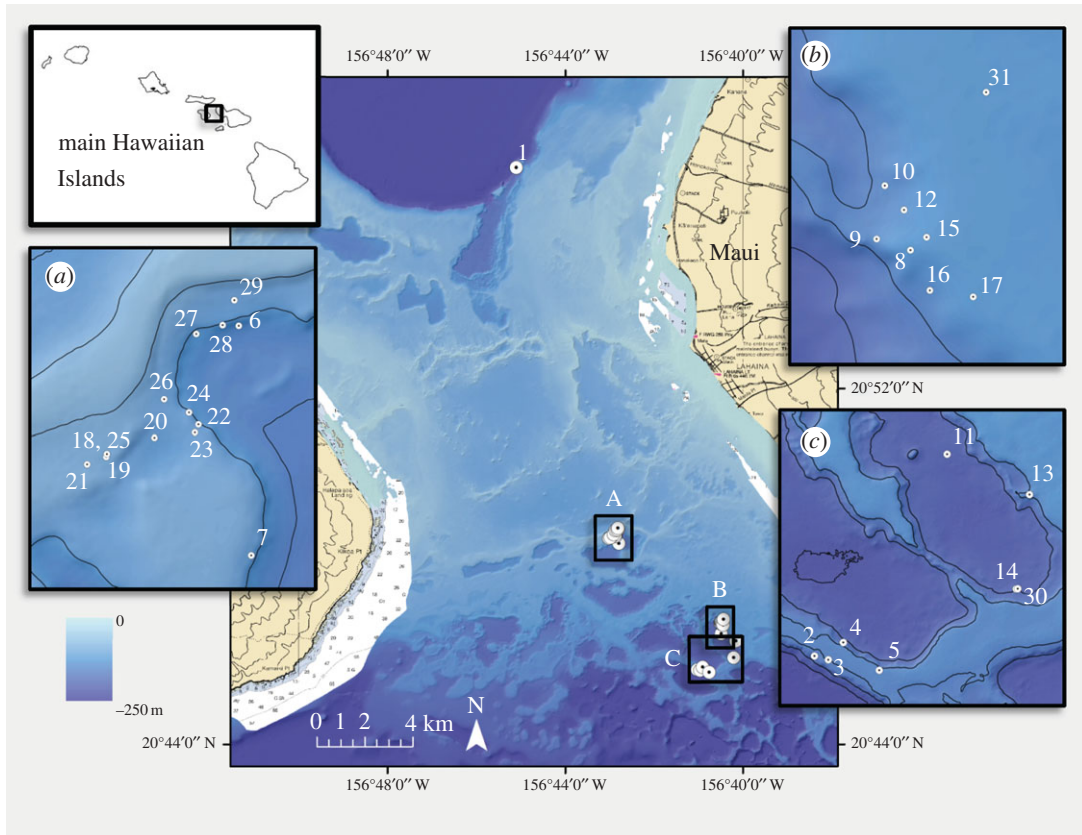 156°48′0″ W
156°44′0″ W
156°40′0″ W
main Hawaiian
Islands
1
Maui
LAHAINA
(a)
29
27
6
28
26
24
20
22
18,
25
23
19
21
7
(b)
31
10
12
9
15
8
16
17
20°52′0″ N
(c)
11
13
14
30
4
2
5
3
A
B
C
0
−250 m
N
0 1 2 4 km
20°44′0″ N
20°44′0″ N
156°48′0″ W
156°44′0″ W
156°40′0″ W